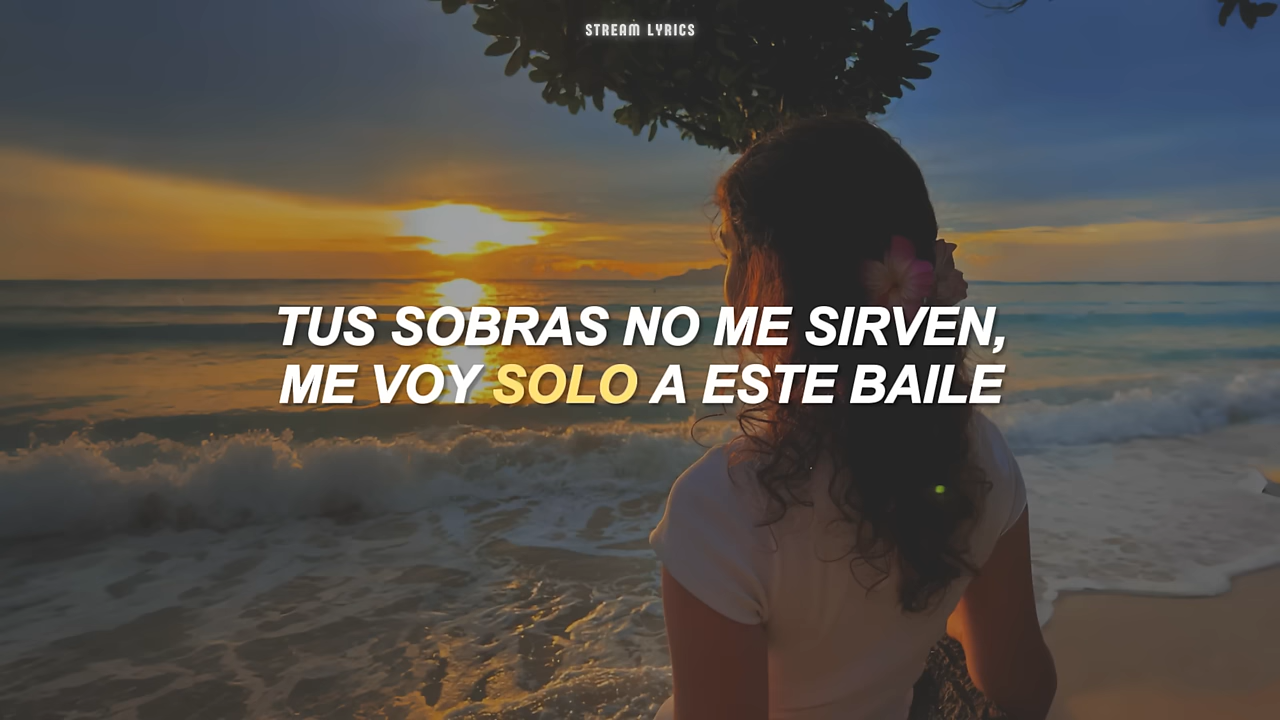 STREAM LYRICS
TUS SOBRAS NO ME SIRVEN,
ME VOY SOLO A ESTE BAILE